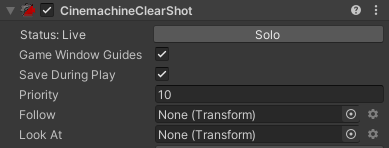 CinemachineClearShot
Status: Live Solo
Game Window Guides
Save During Play
Priority 10
Follow None (Transform)
Look At None (Transform)